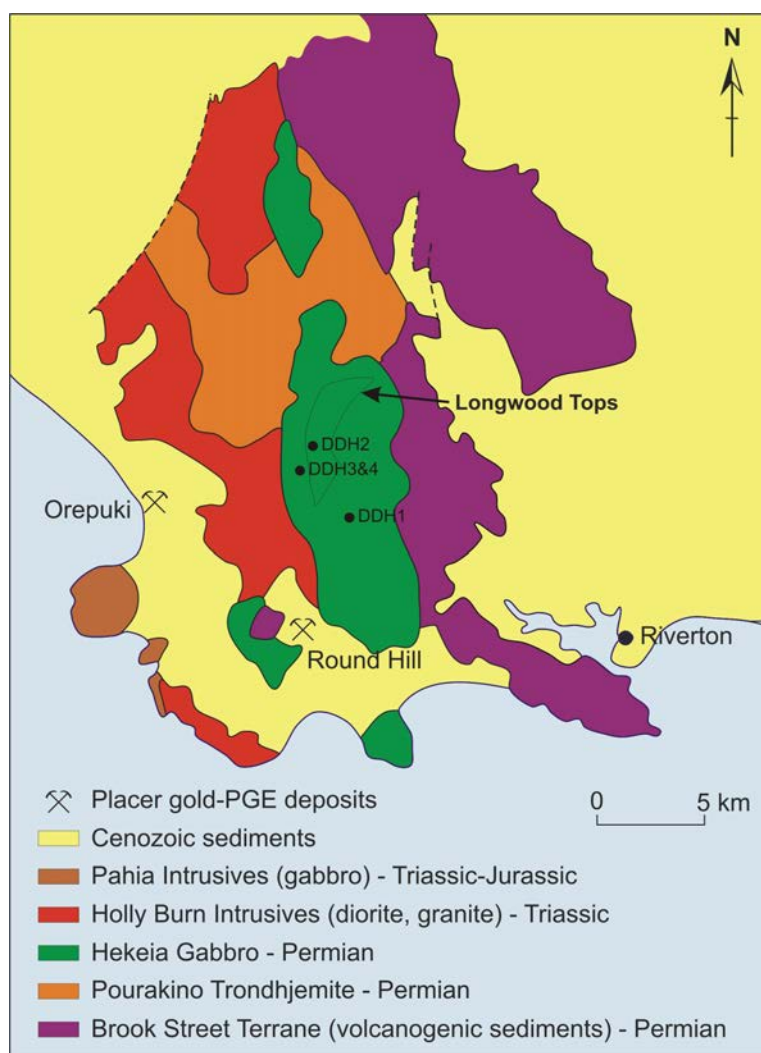 N
Longwood Tops
DDH2
DDH3&4
Orepuki
DDH1
Riverton
Round Hill
Placer gold-PGE deposits
0 5 km
Cenozoic sediments
Pahia Intrusives (gabbro) - Triassic-Jurassic
Holly Burn Intrusives (diorite, granite) - Triassic
Hekeia Gabbro - Permian
Pourakino Trondhjemite - Permian
Brook Street Terrane (volcanogenic sediments) - Permian